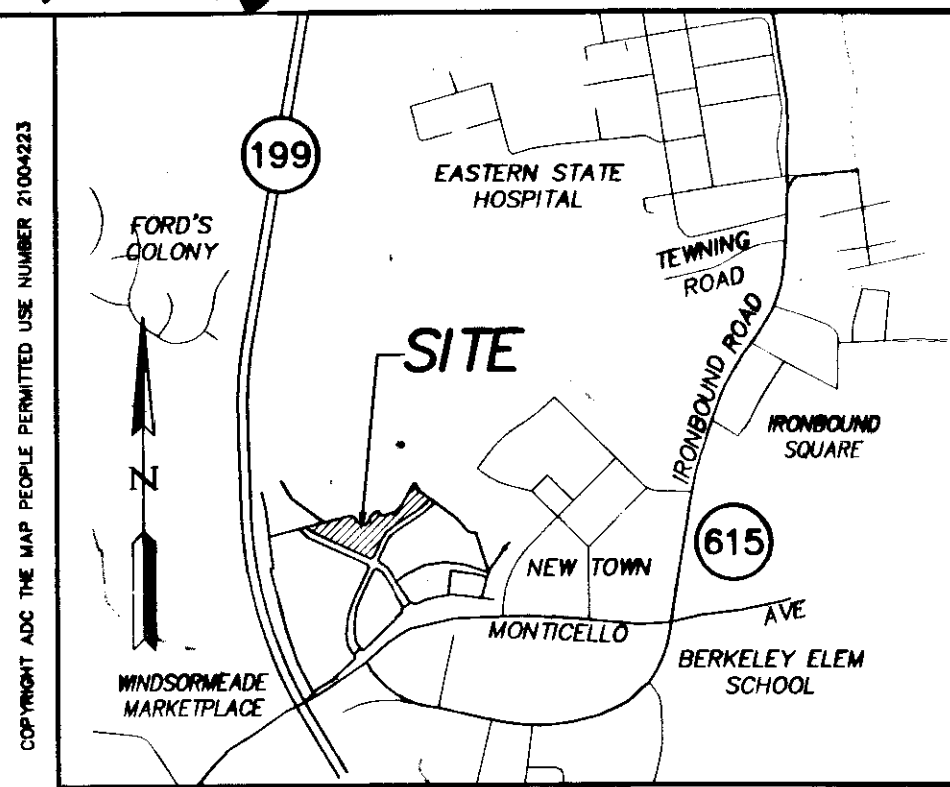 COPYRIGHT ADC THE MAP PEOPLE PERMITTED USE NUMBER 21004223
199
EASTERN STATE
HOSPITAL
FORD'S
COLONY
TEWNING
ROAD
SITE
IRONBOUND ROAD
IRONBOUND
SQUARE
N
615
NEW TOWN
MONTICELLO
AVE
BERKELEY ELEM
SCHOOL
WINDSORMEADE
MARKETPLACE